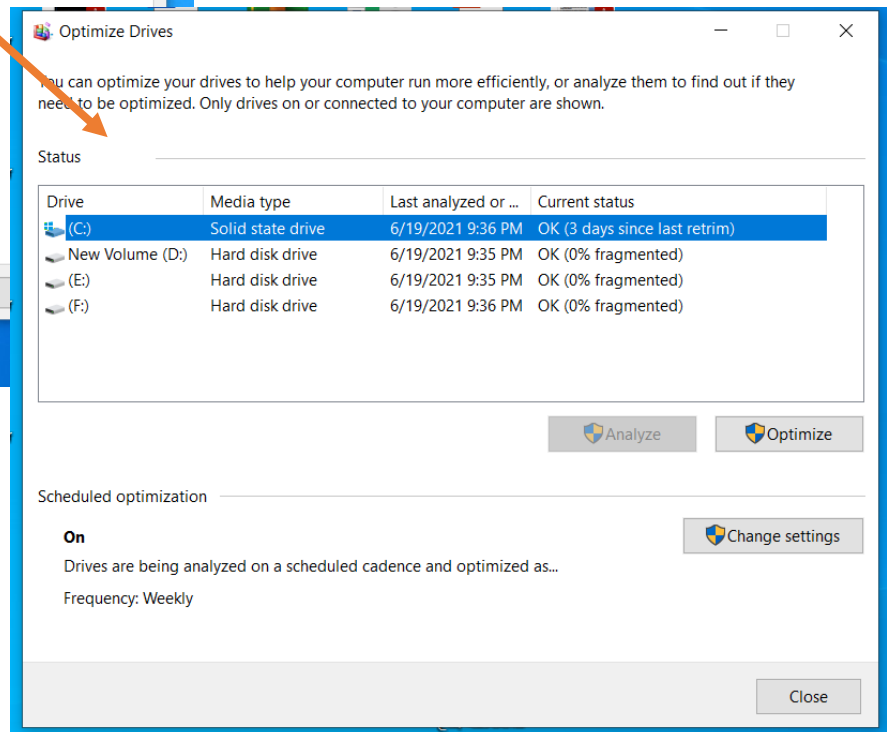 Optimize Drives
You can optimize your drives to help your computer run more efficiently, or analyze them to find out if they
need to be optimized. Only drives on or connected to your computer are shown.
Status
Drive Media type Last analyzed or ... Current status
(C:) Solid state drive 6/19/2021 9:36 PM OK (3 days since last retrim)
New Volume (D:) Hard disk drive 6/19/2021 9:35 PM OK (0% fragmented)
(E:) Hard disk drive 6/19/2021 9:35 PM OK (0% fragmented)
(F:) Hard disk drive 6/19/2021 9:36 PM OK (0% fragmented)
Analyze Optimize
Scheduled optimization
On Change settings
Drives are being analyzed on a scheduled cadence and optimized as...
Frequency: Weekly
Close